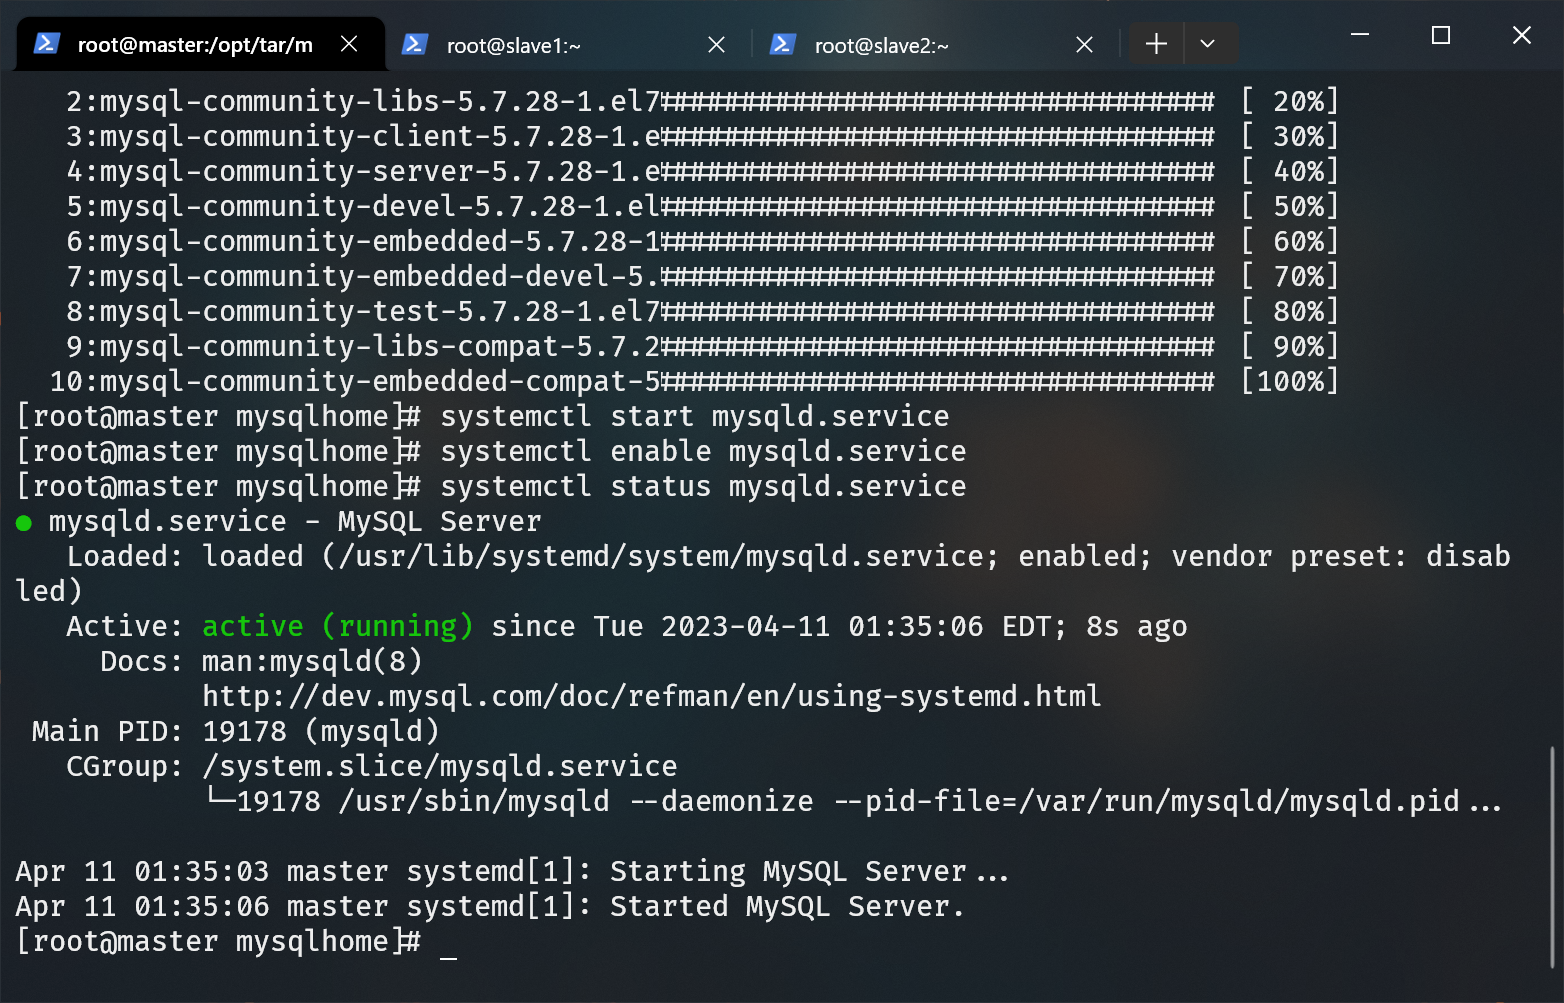 root@master:/opt/tar/m
root@slave1:~
root@slave2:~
2:mysql-community-libs-5.7.28-1.el7################################# [ 20%]
3:mysql-community-client-5.7.28-1.e################################# [ 30%]
4:mysql-community-server-5.7.28-1.e################################# [ 40%]
5:mysql-community-devel-5.7.28-1.el################################# [ 50%]
6:mysql-community-embedded-5.7.28-1################################# [ 60%]
7:mysql-community-embedded-devel-5.################################# [ 70%]
8:mysql-community-test-5.7.28-1.el7################################# [ 80%]
9:mysql-community-libs-compat-5.7.2################################# [ 90%]
10:mysql-community-embedded-compat-5################################# [100%]
[root@master mysqlhome]# systemctl start mysqld.service
[root@master mysqlhome]# systemctl enable mysqld.service
[root@master mysqlhome]# systemctl status mysqld.service
● mysqld.service - MySQL Server
Loaded: loaded (/usr/lib/systemd/system/mysqld.service; enabled; vendor preset: disab
led)
Active: active (running) since Tue 2023-04-11 01:35:06 EDT; 8s ago
Docs: man:mysqld(8)
http://dev.mysql.com/doc/refman/en/using-systemd.html
Main PID: 19178 (mysqld)
CGroup: /system.slice/mysqld.service
└─19178 /usr/sbin/mysqld --daemonize --pid-file=/var/run/mysqld/mysqld.pid...
Apr 11 01:35:03 master systemd[1]: Starting MySQL Server...
Apr 11 01:35:06 master systemd[1]: Started MySQL Server.
[root@master mysqlhome]# _